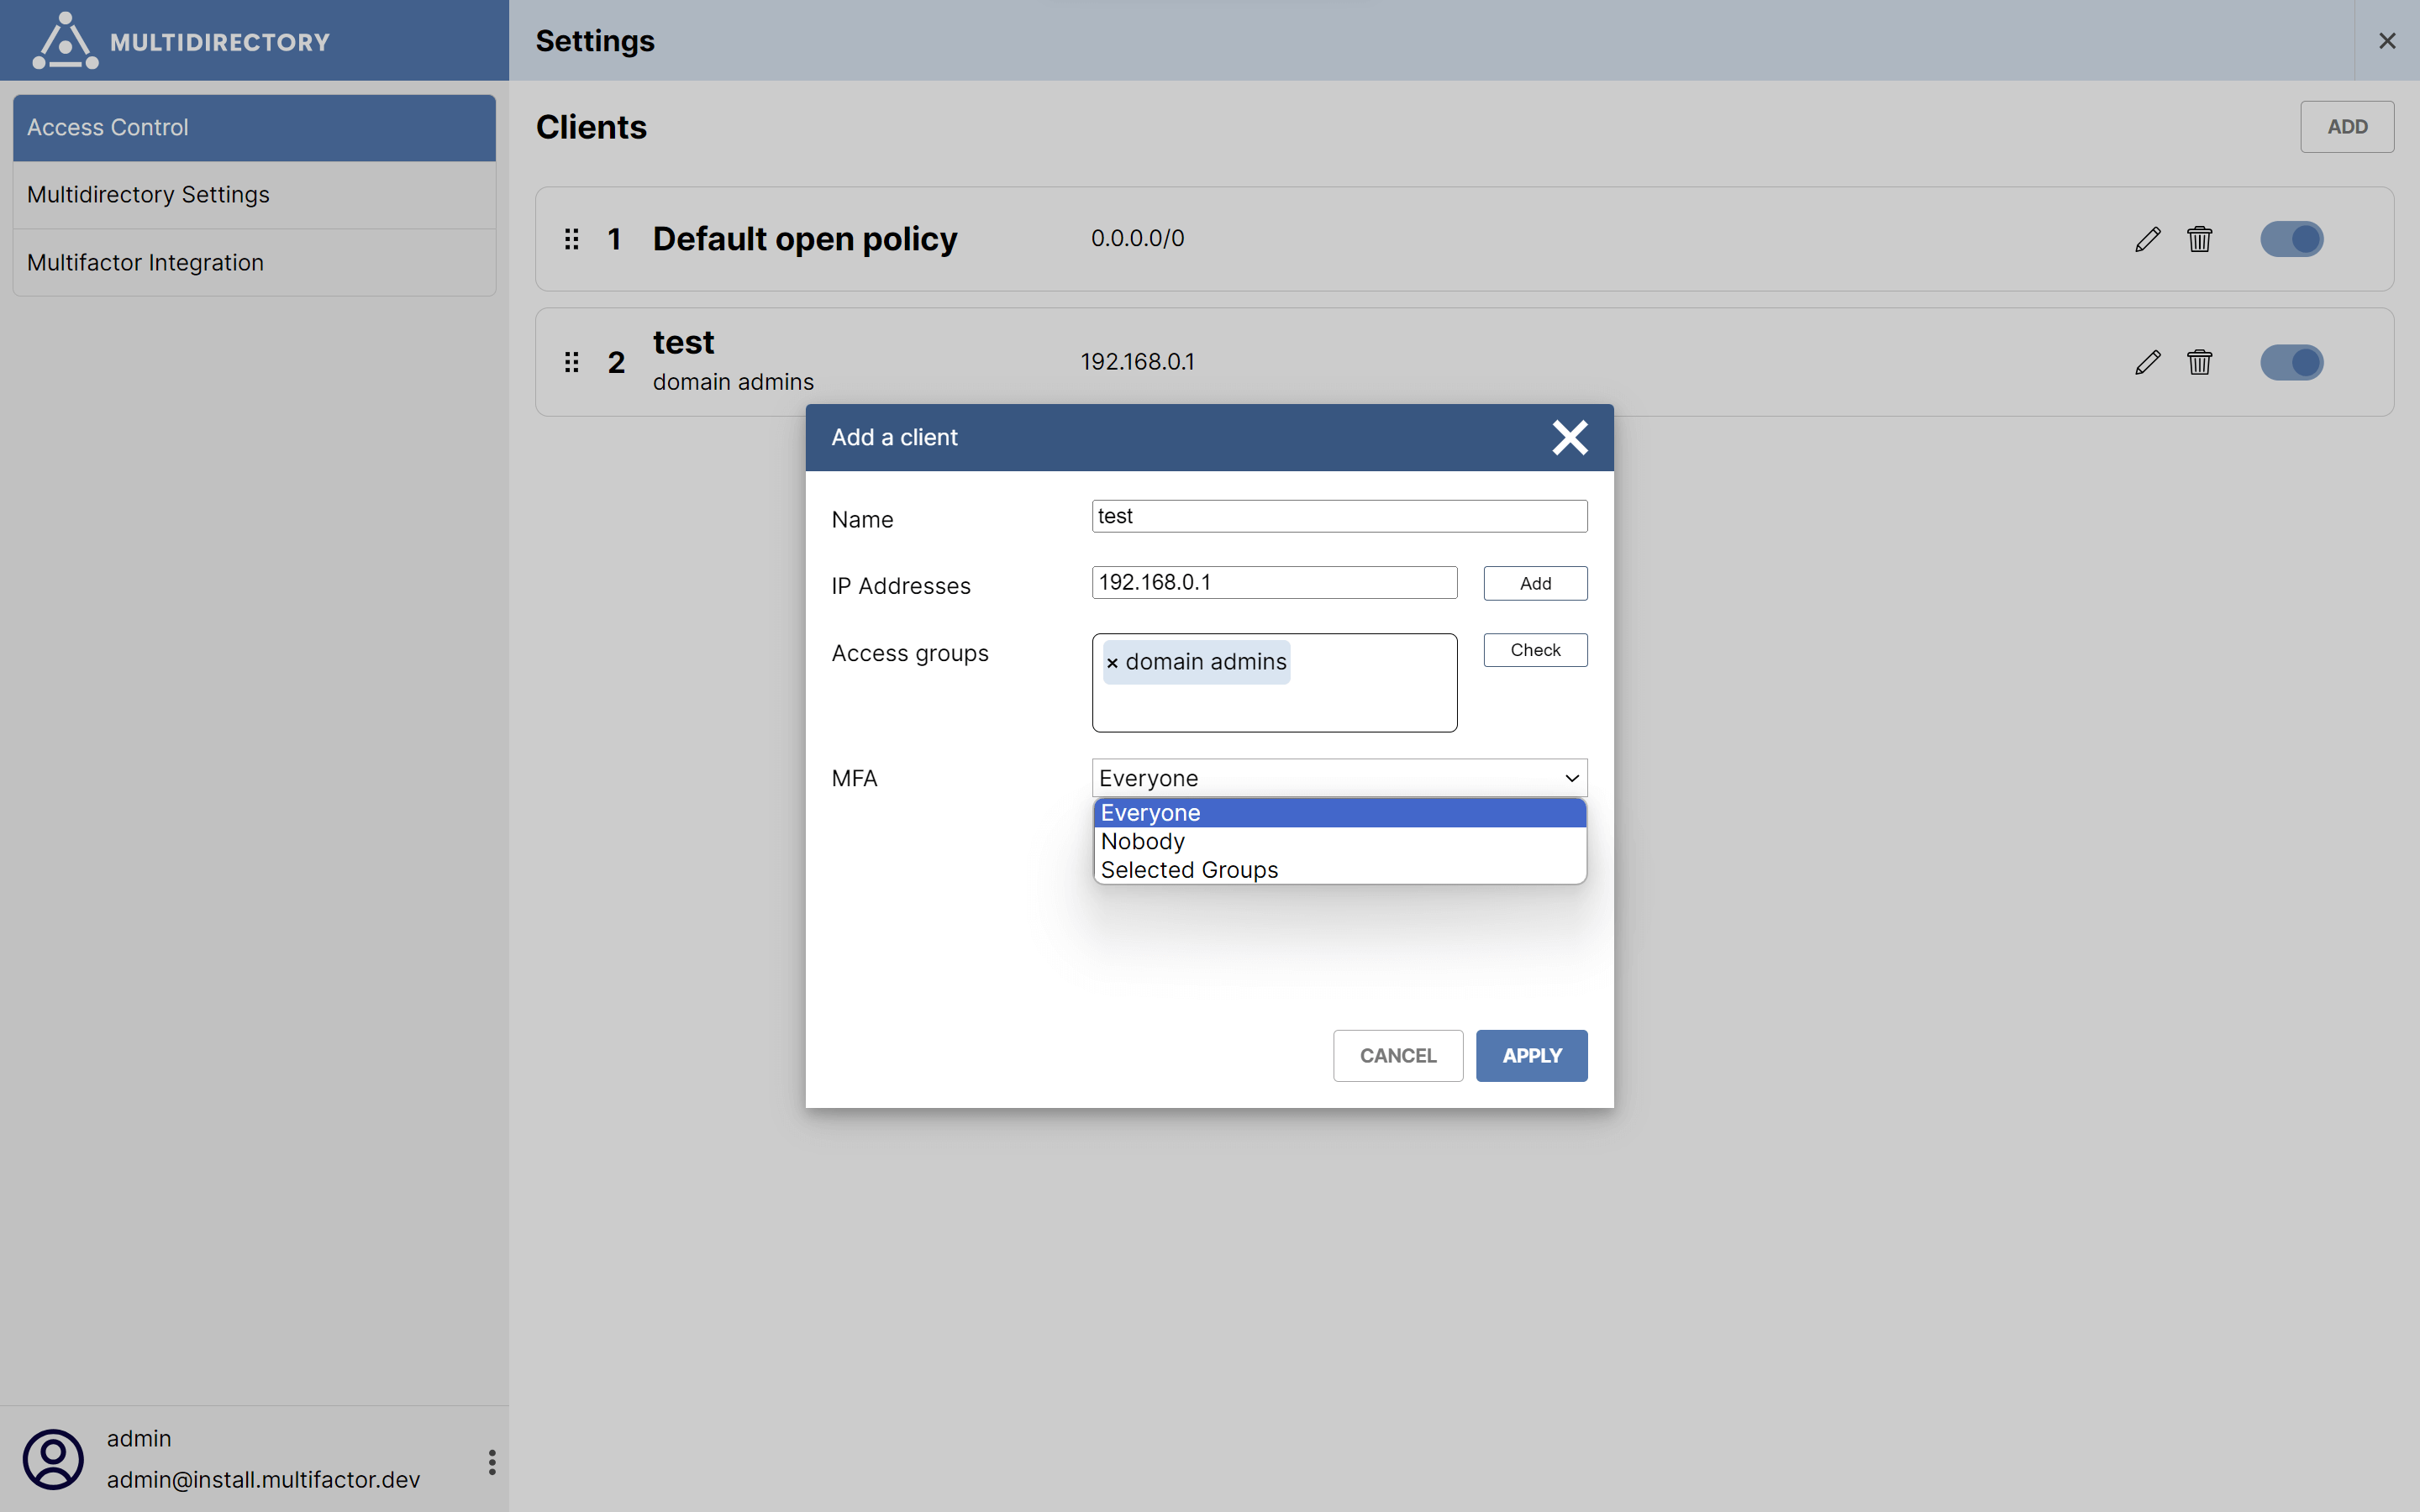 MULTIDIRECTORY
Settings
Access Control
Multidirectory Settings
Multifactor Integration
Clients
ADD
1 Default open policy 0.0.0.0/0
2 test 192.168.0.1
domain admins
Add a client
Name test
IP Addresses 192.168.0.1 Add
Access groups × domain admins Check
MFA Everyone
Everyone
Nobody
Selected Groups
CANCEL APPLY
admin
admin@install.multifactor.dev